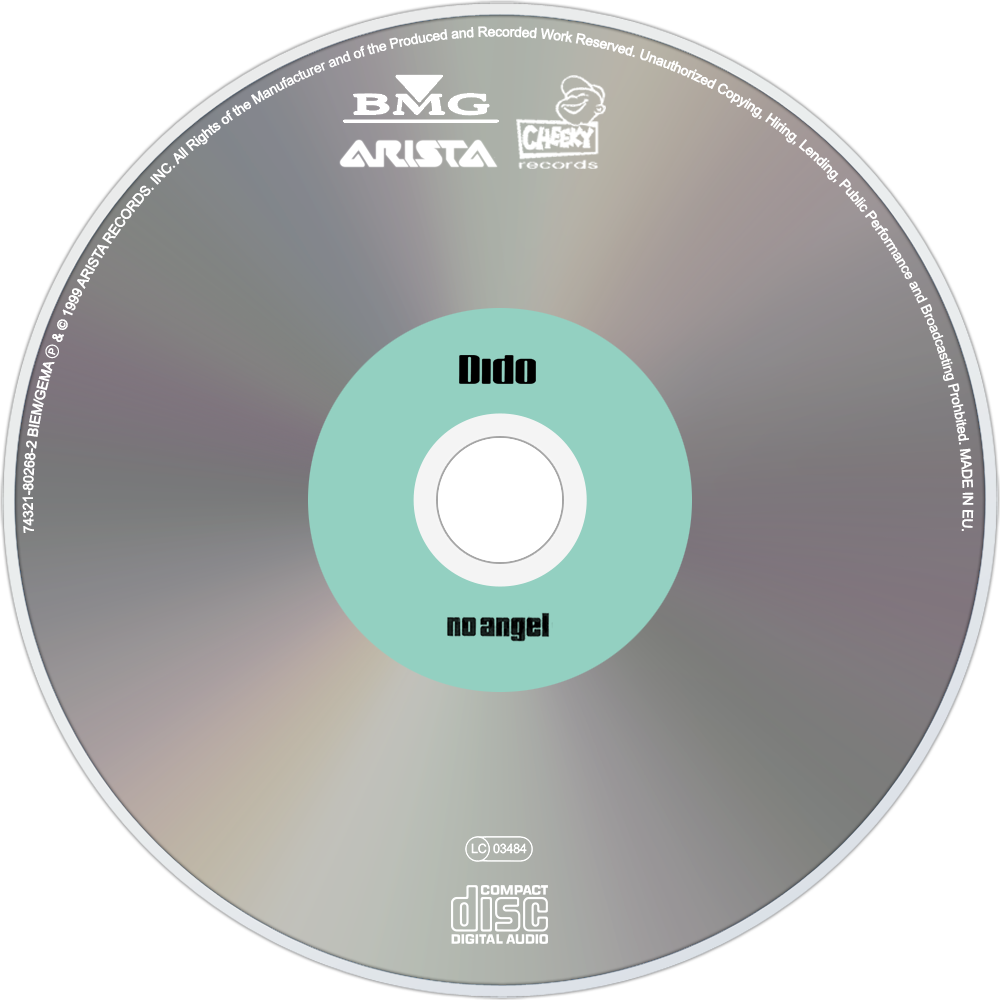 74321-80268-2 BIEM/GEMA ℗ & © 1999 ARISTA RECORDS. INC. All Rights of the Manufacturer and of the Produced and Recorded Work Reserved. Unauthorized Copying, Hiring, Lending, Public Performance and Broadcasting Prohbited. MADE IN EU.
BMG
ARISTA
CHEEKY
records
Dido
no angel
LC 03484
COMPACT
disc
DIGITAL AUDIO